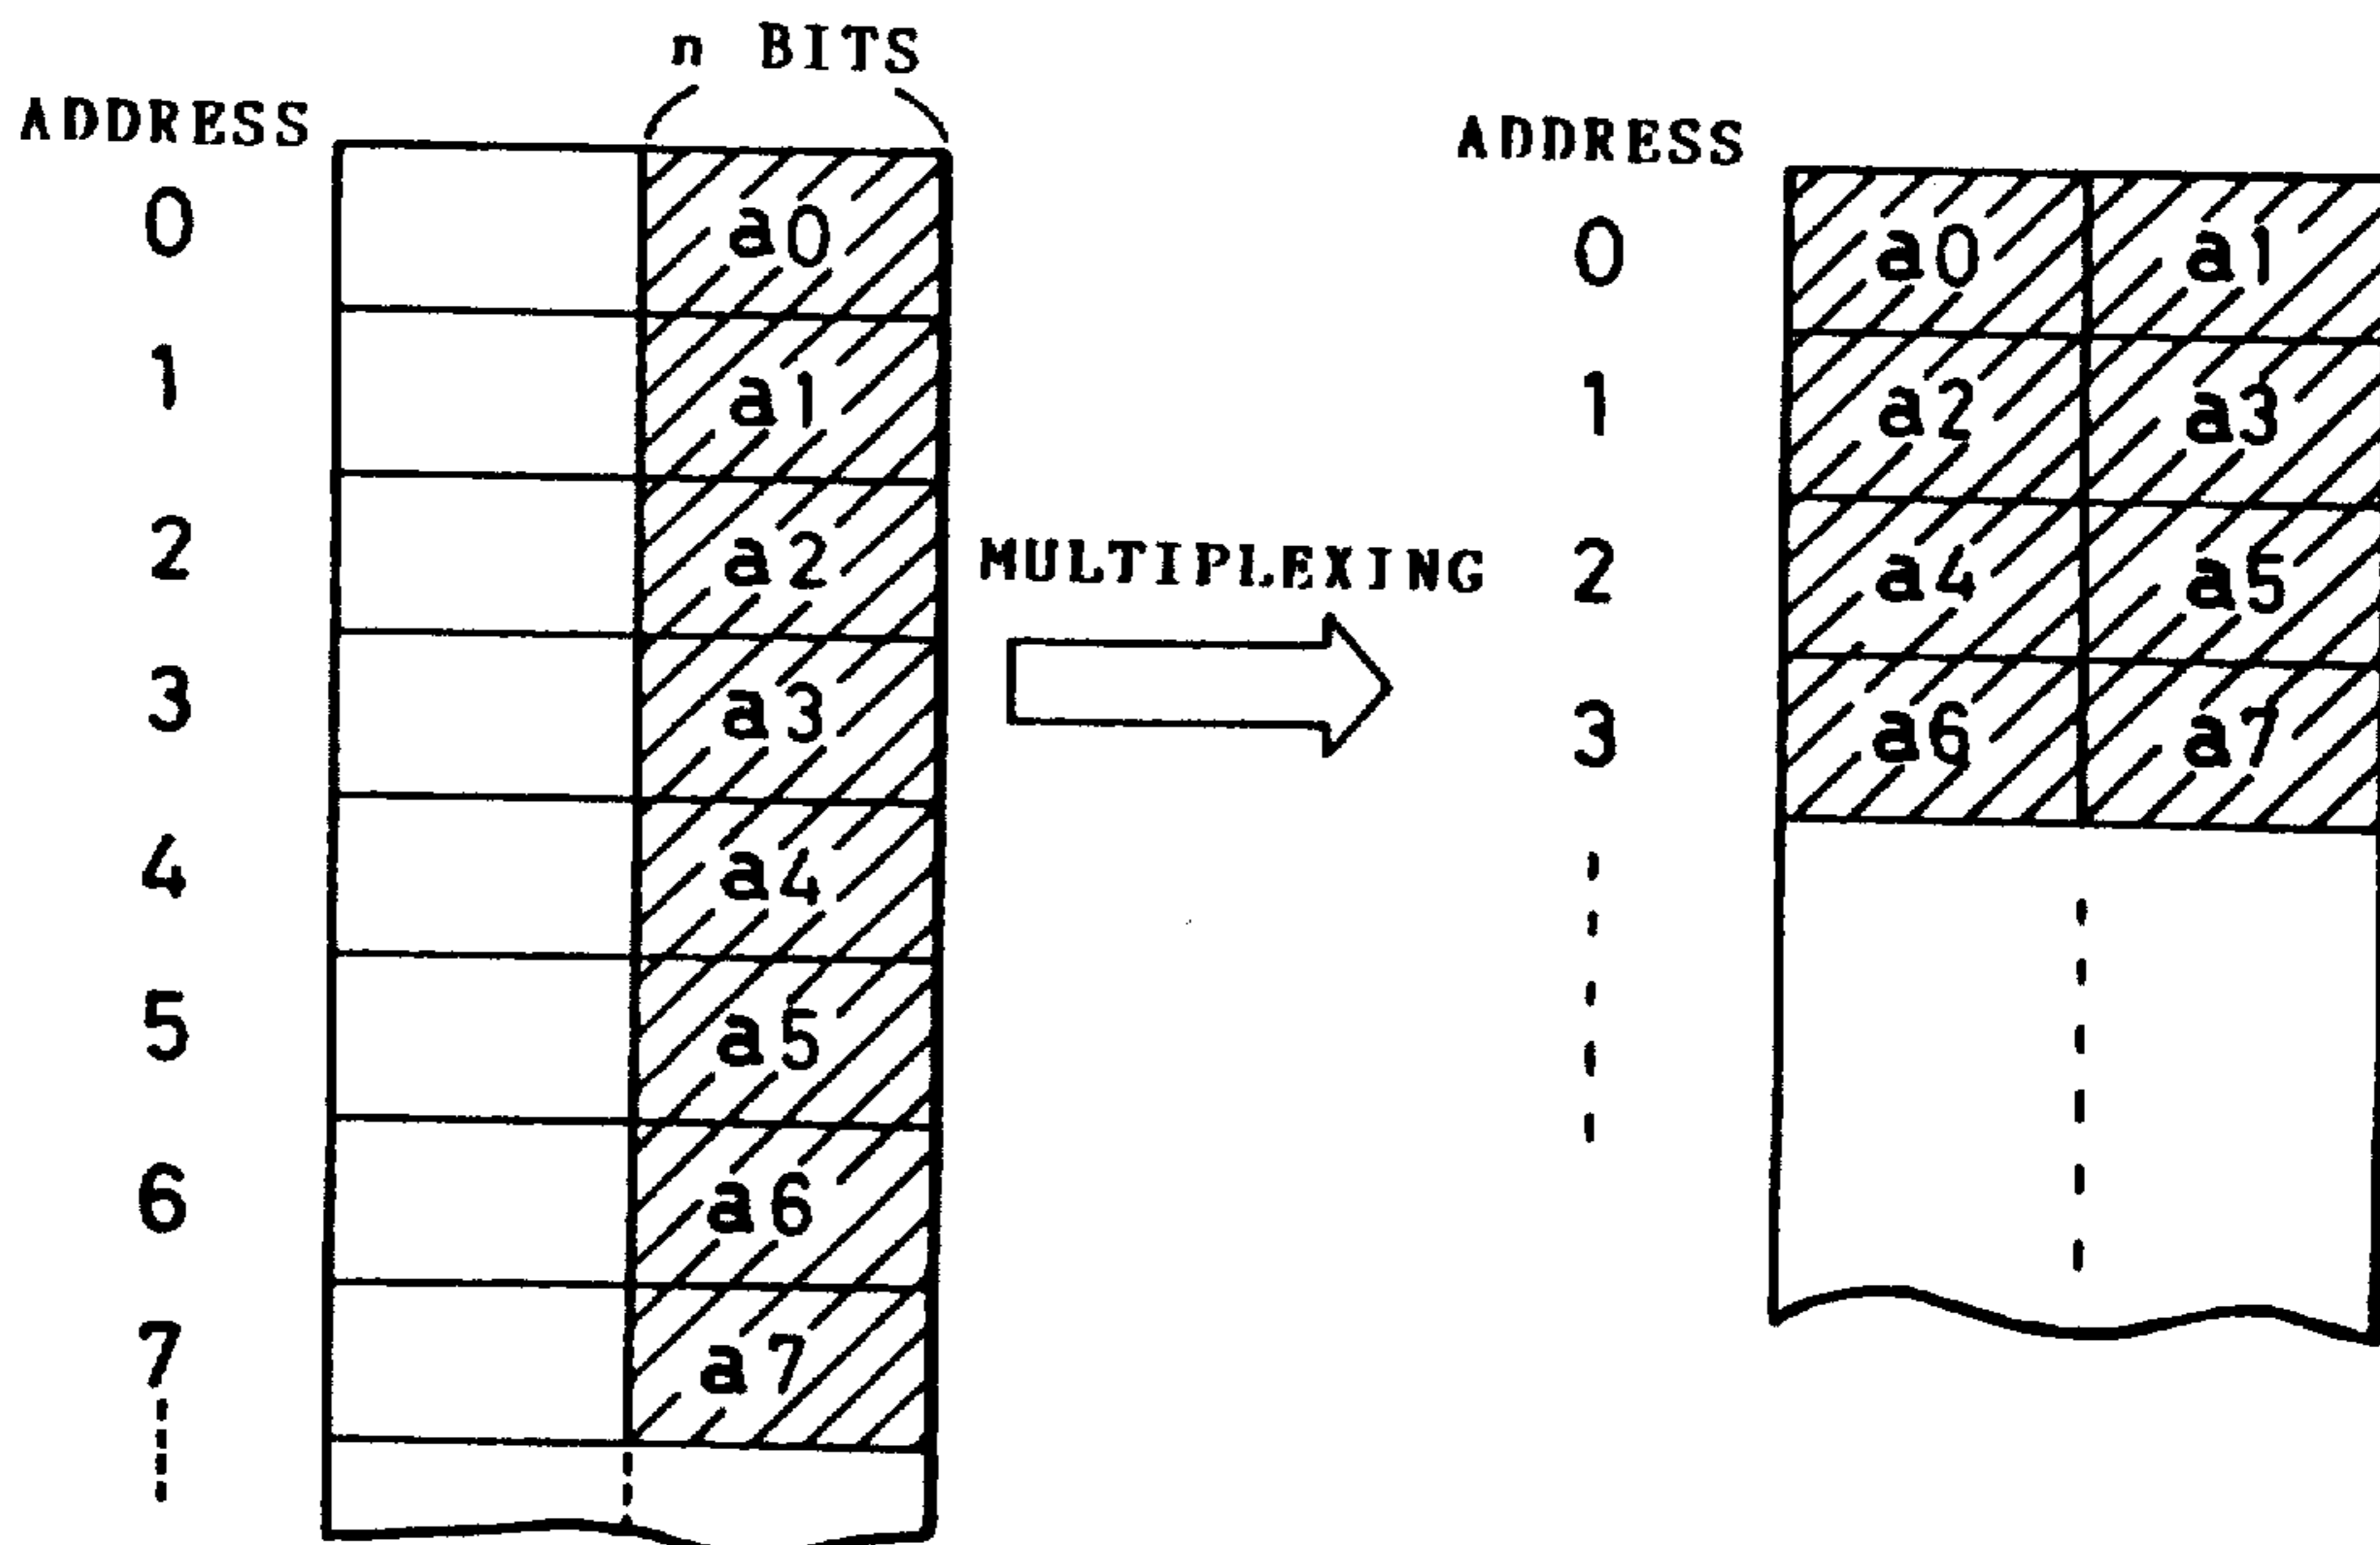 n BITS
ADDRESS
0 a0
1 a1
2 a2
3 a3
4 a4
5 a5
6 a6
7 a7
MULTIPLEXING
ADDRESS
0 a0 a1
1 a2 a3
2 a4 a5
3 a6 a7